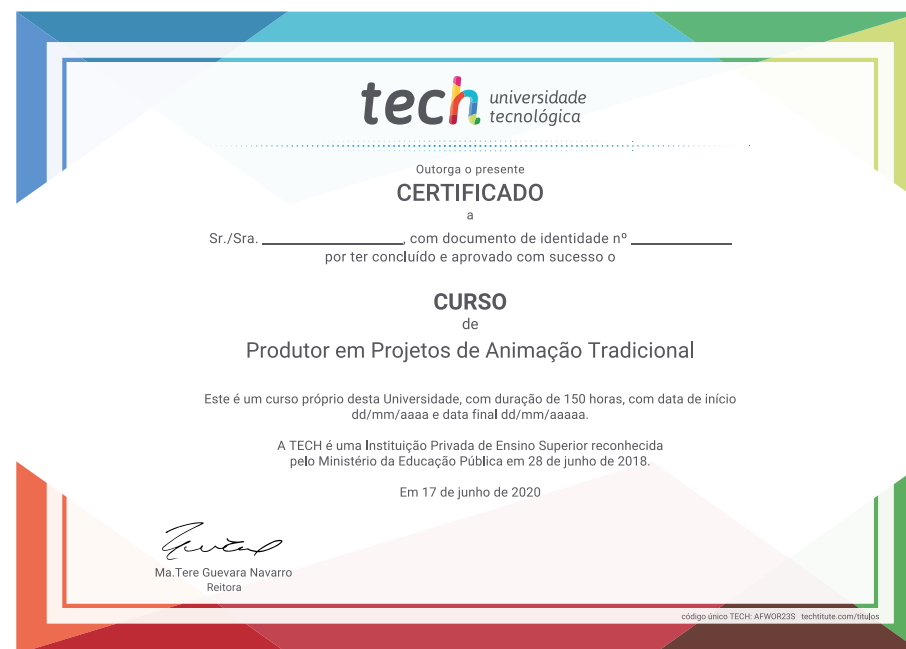 tech universidade
tecnológica
Outorga o presente
CERTIFICADO
a
Sr./Sra. ________________, com documento de identidade nº ____________
por ter concluído e aprovado com sucesso o
CURSO
de
Produtor em Projetos de Animação Tradicional
Este é um curso próprio desta Universidade, com duração de 150 horas, com data de início
dd/mm/aaaa e data final dd/mm/aaaaa.
A TECH é uma Instituição Privada de Ensino Superior reconhecida
pelo Ministério da Educação Pública em 28 de junho de 2018.
Em 17 de junho de 2020
Ma.Tere Guevara Navarro
Reitora
código único TECH: AFWOR23S techtitute.com/titulos